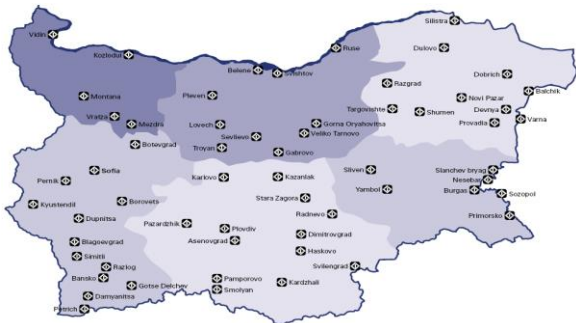 Silistra
Vidin
Ruse
Dulovo
Kozlodui
Belene
Svishtov
Dobrich
Razgrad
Balchik
Montana
Pleven
Novi Pazar
Targovishte
Shumen
Devnya
Vratza
Varna
Mezdra
Lovech
Gorna Oryahovitsa
Provadia
Sevlievo
Veliko Tarnovo
Botevgrad
Troyan
Gabrovo
Sofia
Sliven
Slanchev bryag
Pernik
Karlovo
Kazanlak
Nesebar
Yambol
Burgas
Sozopol
Kyustendil
Borovets
Stara Zagora
Dupnitsa
Radnevo
Primorsko
Pazardzhik
Plovdiv
Blagoevgrad
Asenovgrad
Dimitrovgrad
Simitli
Haskovo
Razlog
Svilengrad
Bansko
Pamporovo
Gotse Delchev
Smolyan
Kardzhali
Damyanitsa
Petrich